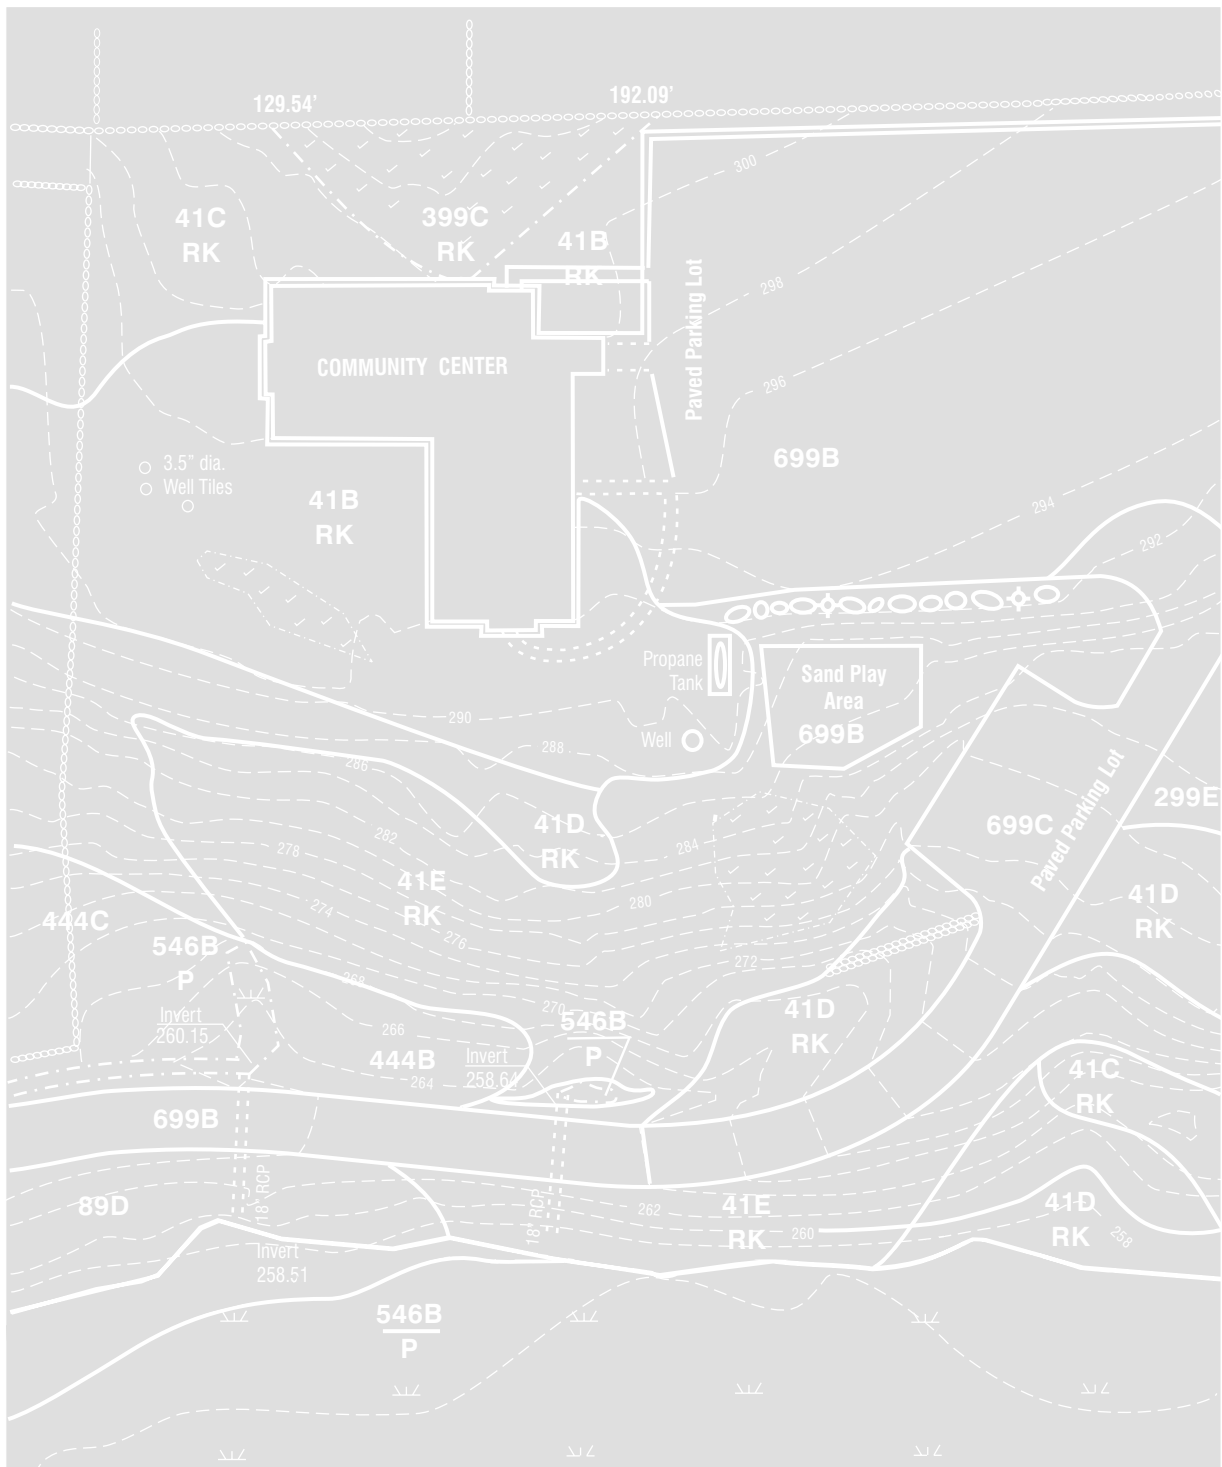 129.54’
192.09’
300
41C
RK
399C
RK
41B
RK
298
Paved Parking Lot
COMMUNITY CENTER
296
699B
3.5” dia.
Well Tiles
41B
RK
294
292
Propane
Tank
Sand Play
Area
699B
290
Well
288
286
299E
41D
RK
282
284
699C
Paved Parking Lot
278
41E
RK
280
41D
RK
274
444C
276
546B
P
272
268
270
41D
RK
Invert
260.15
266
546B
P
444B
Invert
258.64
264
41C
RK
699B
89D
18” RCP
18” RCP
262
41E
RK
260
41D
RK
258
Invert
258.51
546B
P